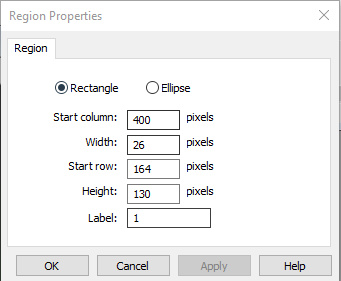 Region Properties
Region
Rectangle Ellipse
Start column: 400 pixels
Width: 26 pixels
Start row: 164 pixels
Height: 130 pixels
Label: 1
OK Cancel Apply Help